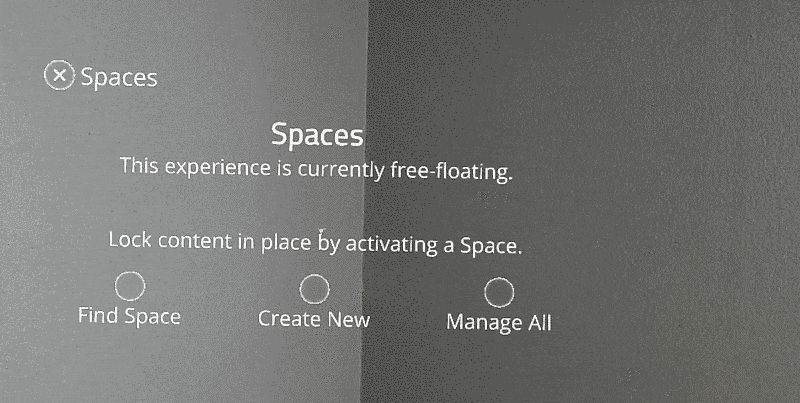 Spaces
Spaces
This experience is currently free-floating.
Lock content in place by activating a Space.
Find Space
Create New
Manage All